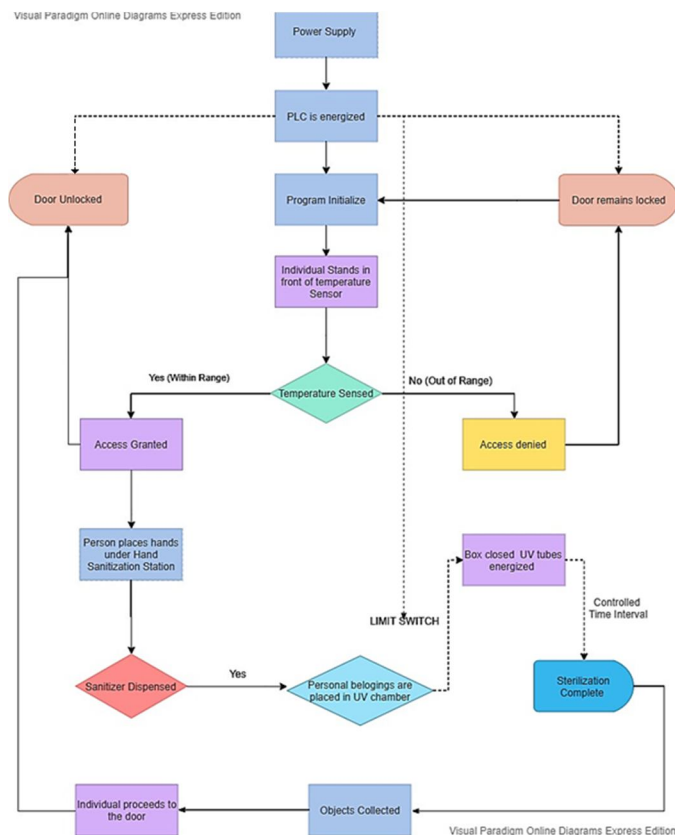 Visual Paradigm Online Diagrams Express Edition
Power Supply
PLC is energized
Door Unlocked
Program Initialize
Door remains locked
Individual Stands in
front of temperature
Sensor
Yes (Within Range)
Temperature Sensed
No (Out of Range)
Access Granted
Access denied
Person places hands
under Hand
Sanitization Station
Box closed UV tubes
energized
Controlled
Time Interval
LIMIT SWITCH
Sanitizer Dispensed
Yes
Personal belogings are
placed in UV chamber
Sterilization
Complete
Individual proceeds to
the door
Objects Collected
Visual Paradigm Online Diagrams Express Edition